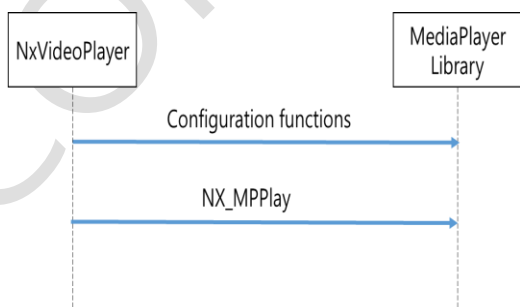 NxVideoPlayer
MediaPlayer
Library
Configuration functions
NX_MPPlay